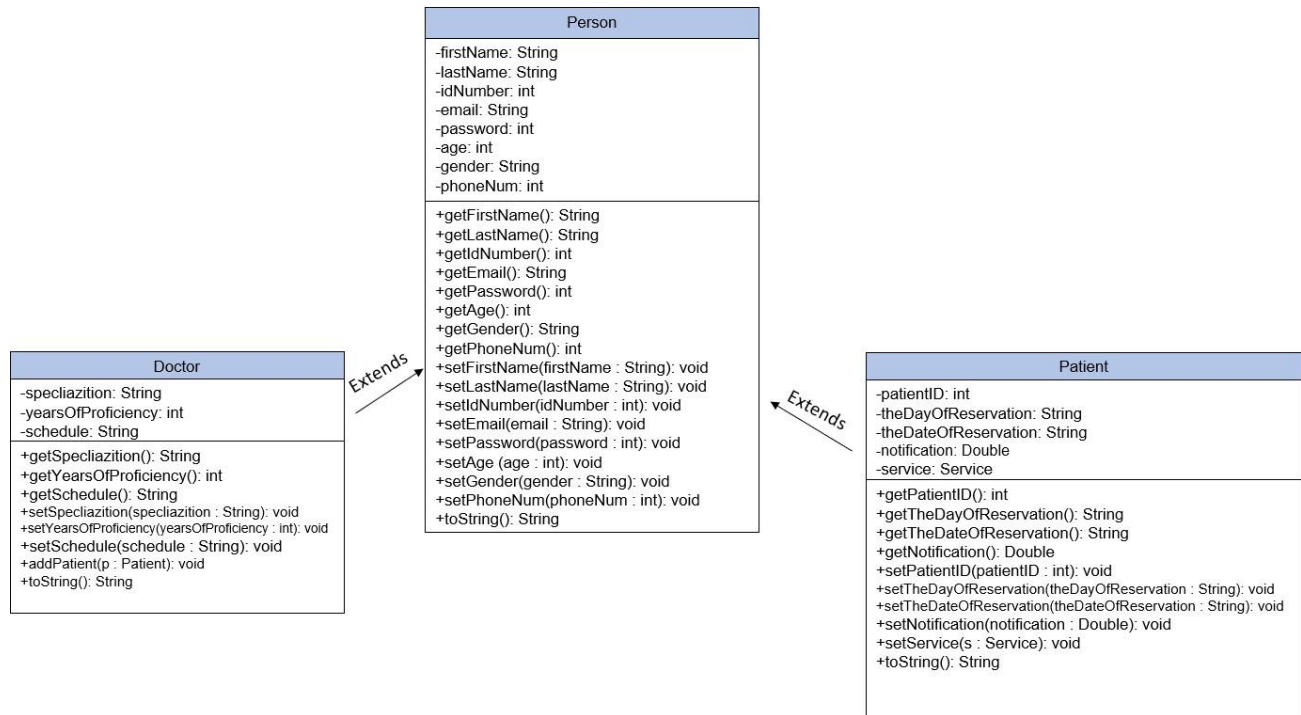 Person
-firstName: String
-lastName: String
-idNumber: int
-email: String
-password: int
-age: int
-gender: String
-phoneNum: int
+getFirstName(): String
+getLastName(): String
+getIdNumber(): int
+getEmail(): String
+getPassword(): int
+getAge(): int
+getGender(): String
+getPhoneNum(): int
+setFirstName(firstName : String): void
+setLastName(lastName : String): void
+setIdNumber(idNumber : int): void
+setEmail(email : String): void
+setPassword(password : int): void
+setAge (age : int): void
+setGender(gender : String): void
+setPhoneNum(phoneNum : int): void
+toString(): String
Extends
Extends
Doctor
-specliazition: String
-yearsOfProficiency: int
-schedule: String
+getSpecliazition(): String
+getYearsOfProficiency(): int
+getSchedule(): String
+setSpecliazition(specliazition : String): void
+setYearsOfProficiency(yearsOfProficiency : int): void
+setSchedule(schedule : String): void
+addPatient(p : Patient): void
+toString(): String
Patient
-patientID: int
-theDayOfReservation: String
-theDateOfReservation: String
-notification: Double
-service: Service
+getPatientID(): int
+getTheDayOfReservation(): String
+getTheDateOfReservation(): String
+getNotification(): Double
+setPatientID(patientID : int): void
+setTheDayOfReservation(theDayOfReservation : String): void
+setTheDateOfReservation(theDateOfReservation : String): void
+setNotification(notification : Double): void
+setService(s : Service): void
+toString(): String